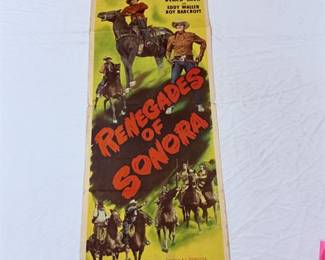 EDDY WALLER
ROY BARCROFT
RENEGADES
OF
SONORA